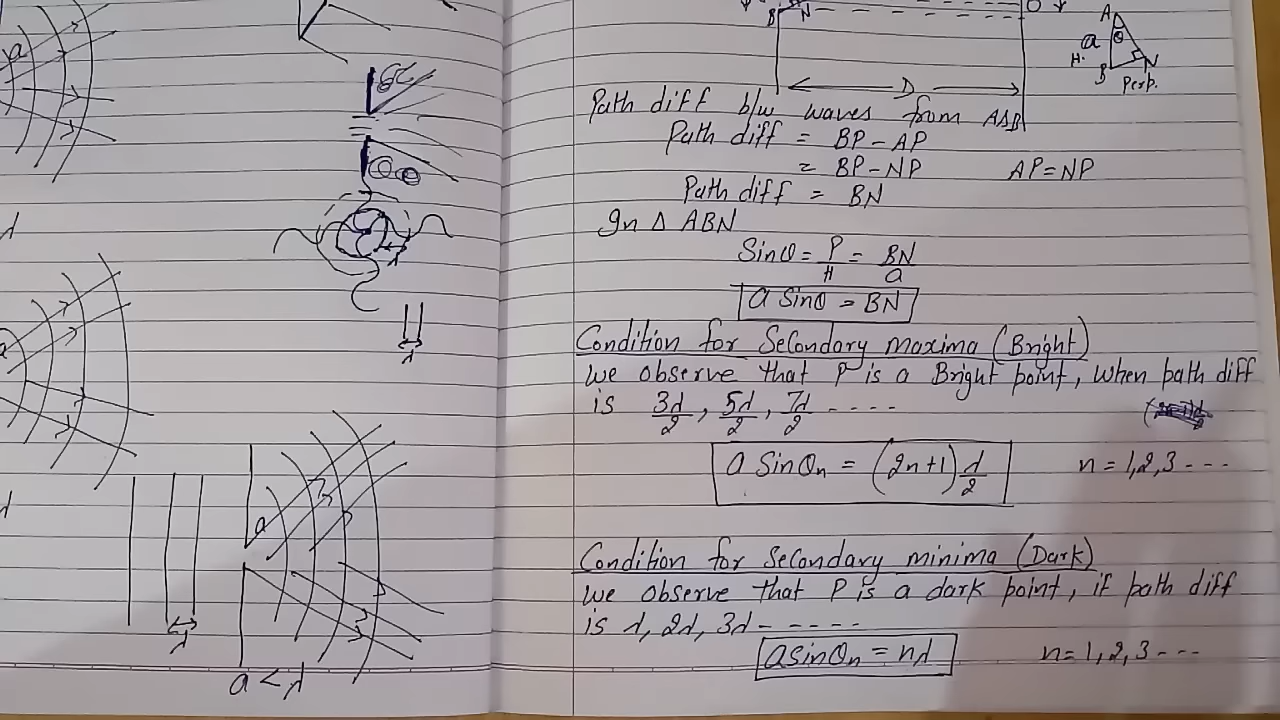 a
λ
a
λ
λ
λ
a
λ
a < λ
B N
O
D
A
a
θ
H.
B
N
Perp.
Path diff b/w waves from A&B
Path diff = BP - AP
= BP - NP AP = NP
Path diff = BN
In Δ ABN
Sinθ = P/H = BN/a
a Sinθ = BN
Condition for Secondary maxima (Bright)
we observe that P is a Bright point, when path diff
is 3λ/2, 5λ/2, 7λ/2 ----
a Sinθn = (2n+1) λ/2 n = 1,2,3 ---
Condition for Secondary minima (Dark)
we observe that P is a dark point, if path diff
is λ, 2λ, 3λ -----
a sinθn = nλ n = 1, 2, 3 ---